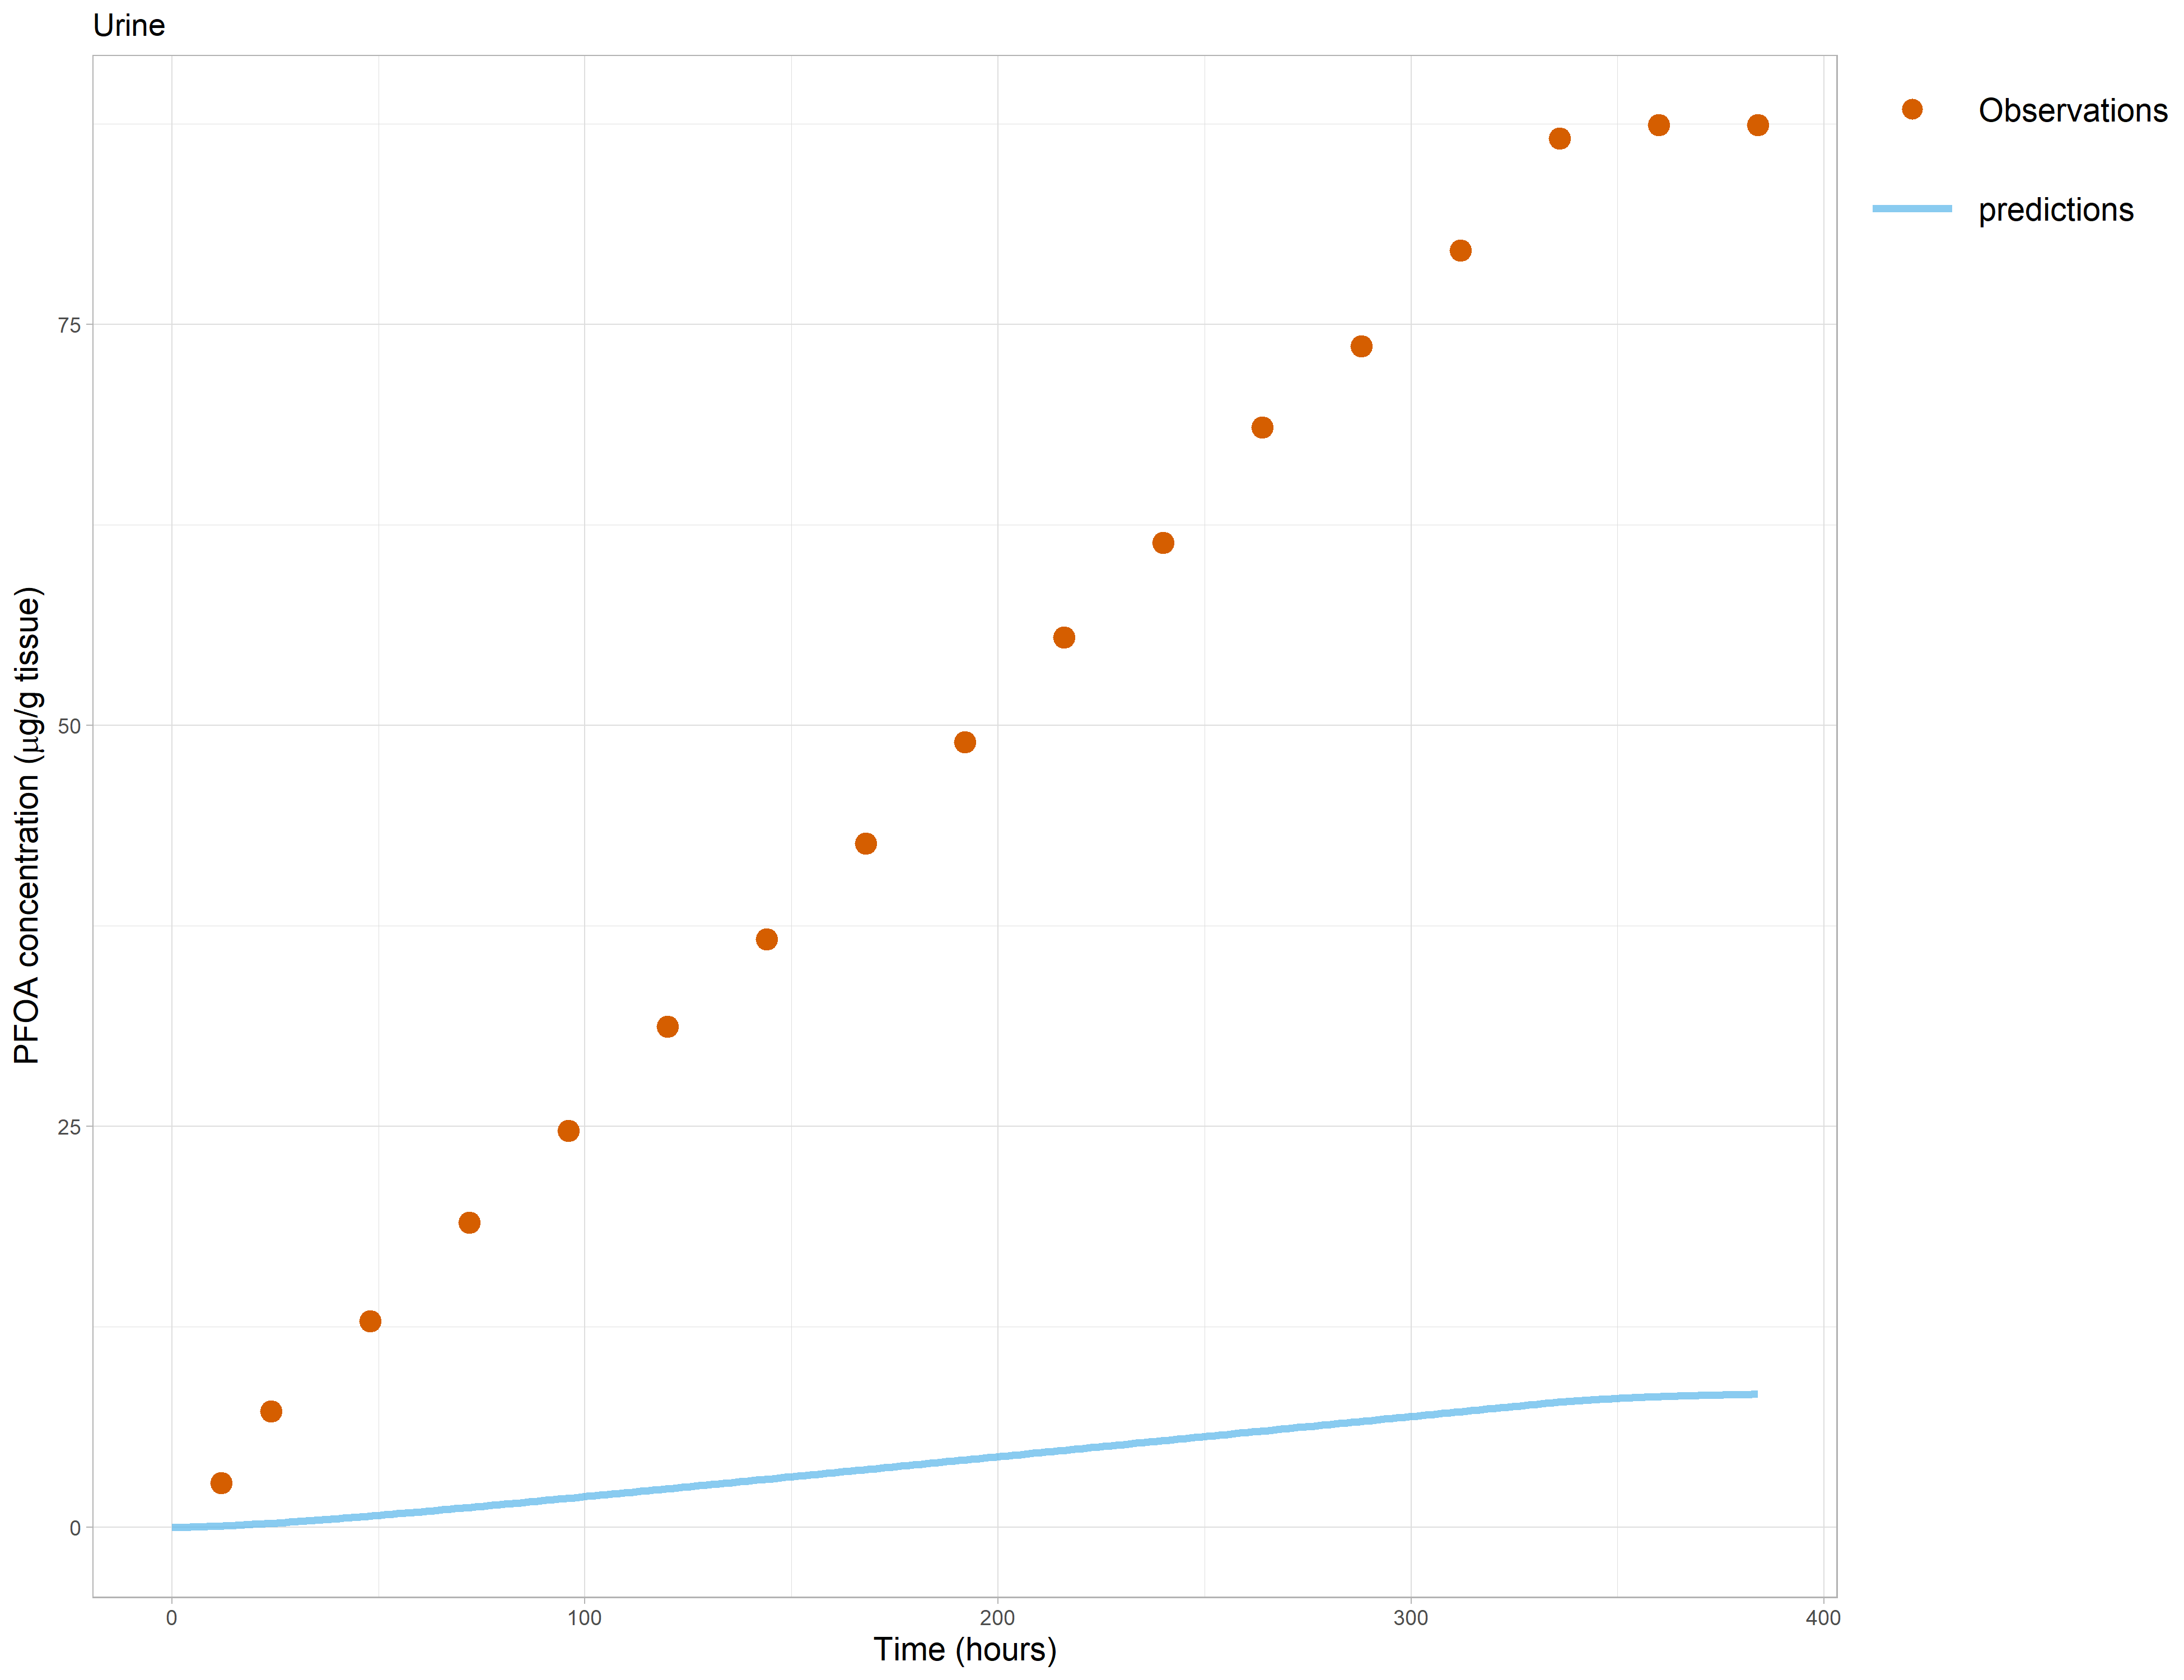 Urine
Observations
predictions
PFOA concentration (μg/g tissue)
75
50
25
0
0 100 200 300 400
Time (hours)